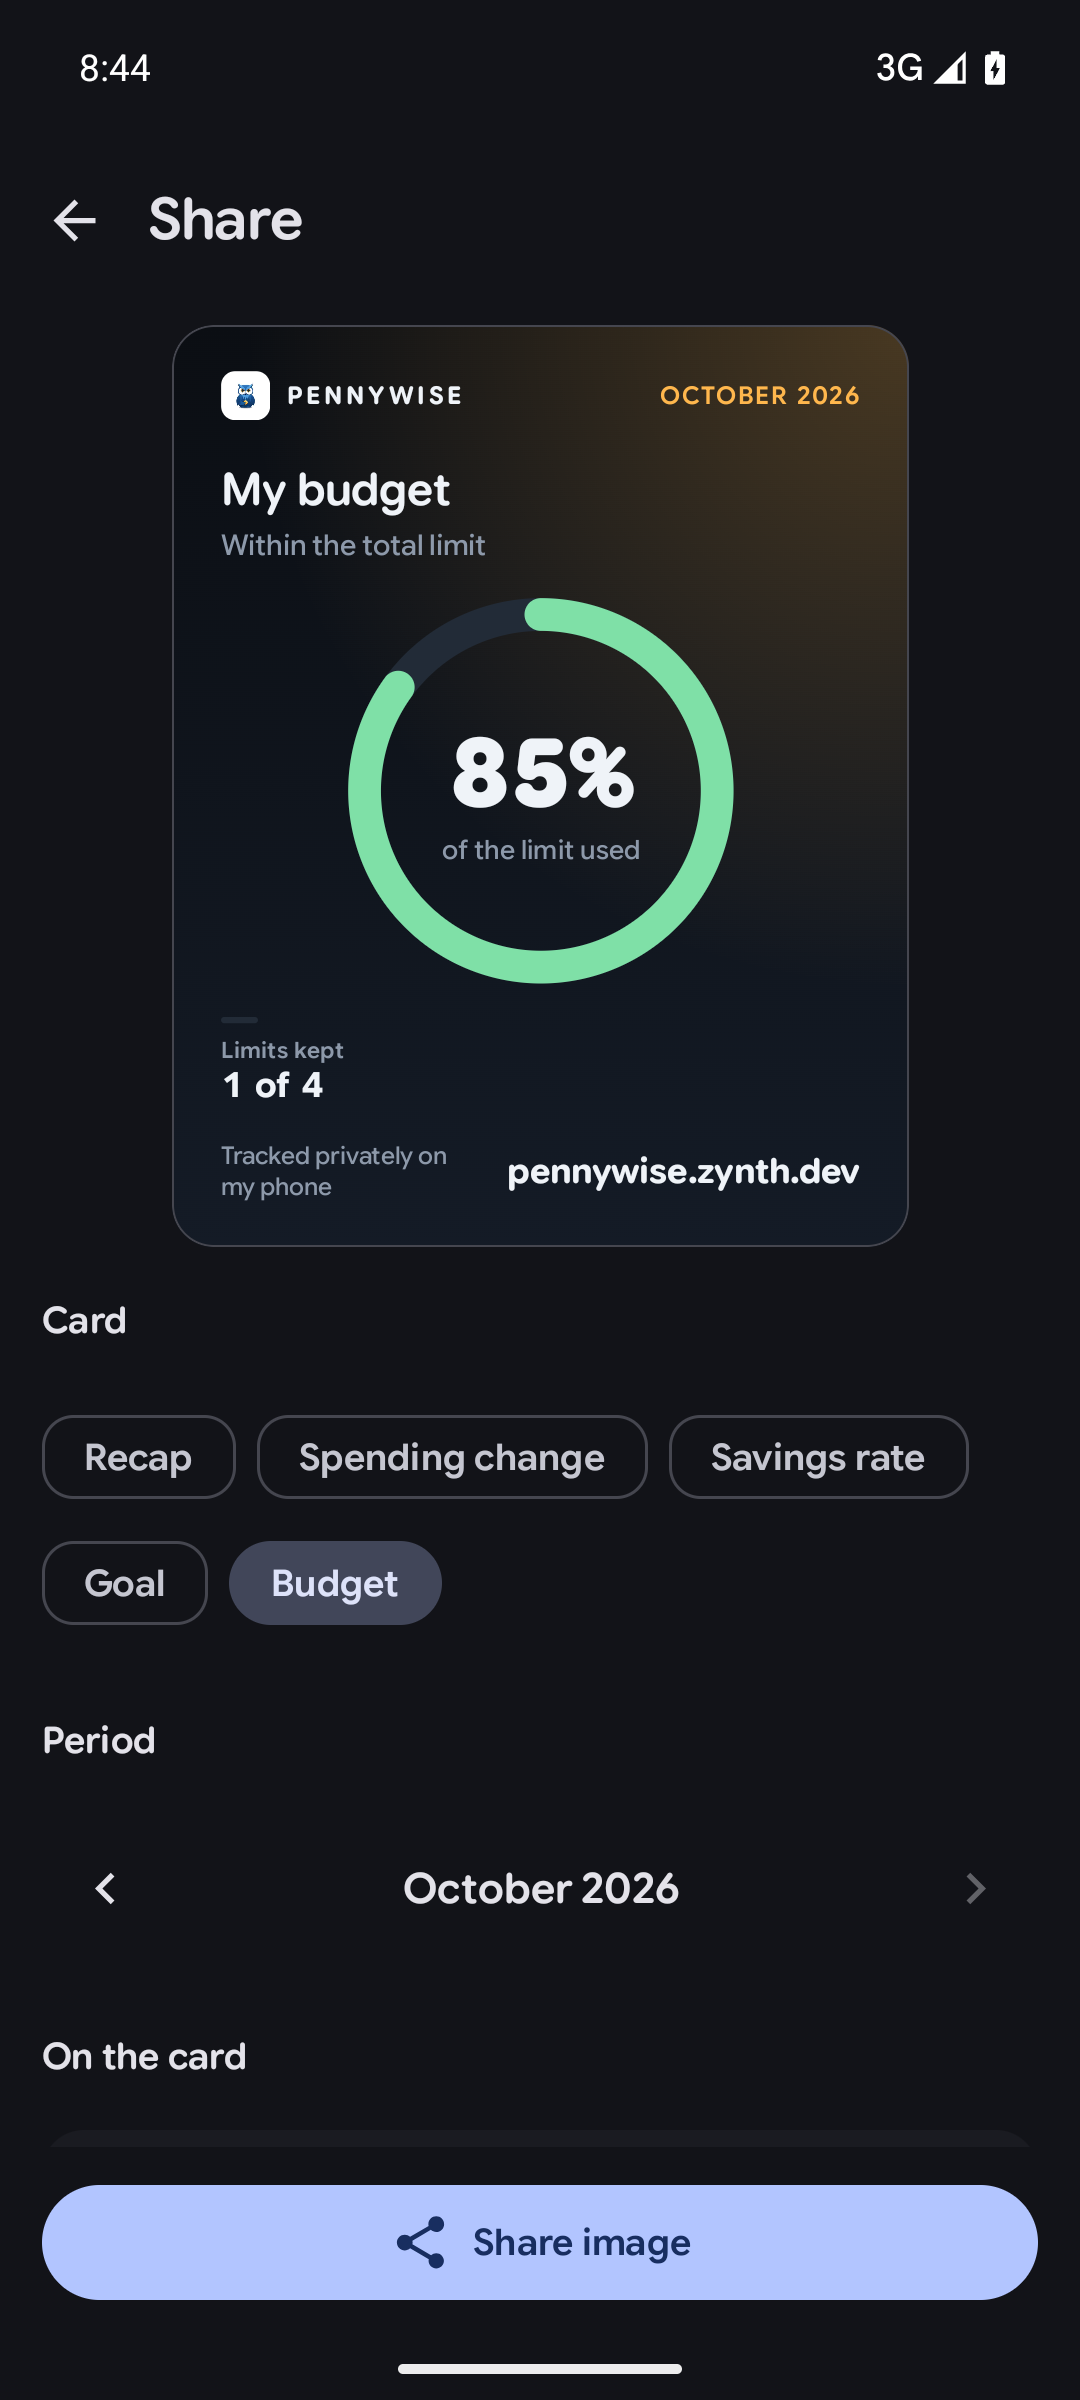 8:44
3G
Share
PENNYWISE
OCTOBER 2026
My budget
Within the total limit
85%
of the limit used
Limits kept
1 of 4
Tracked privately on
my phone
pennywise.zynth.dev
Card
Recap
Spending change
Savings rate
Goal
Budget
Period
October 2026
On the card
Share image